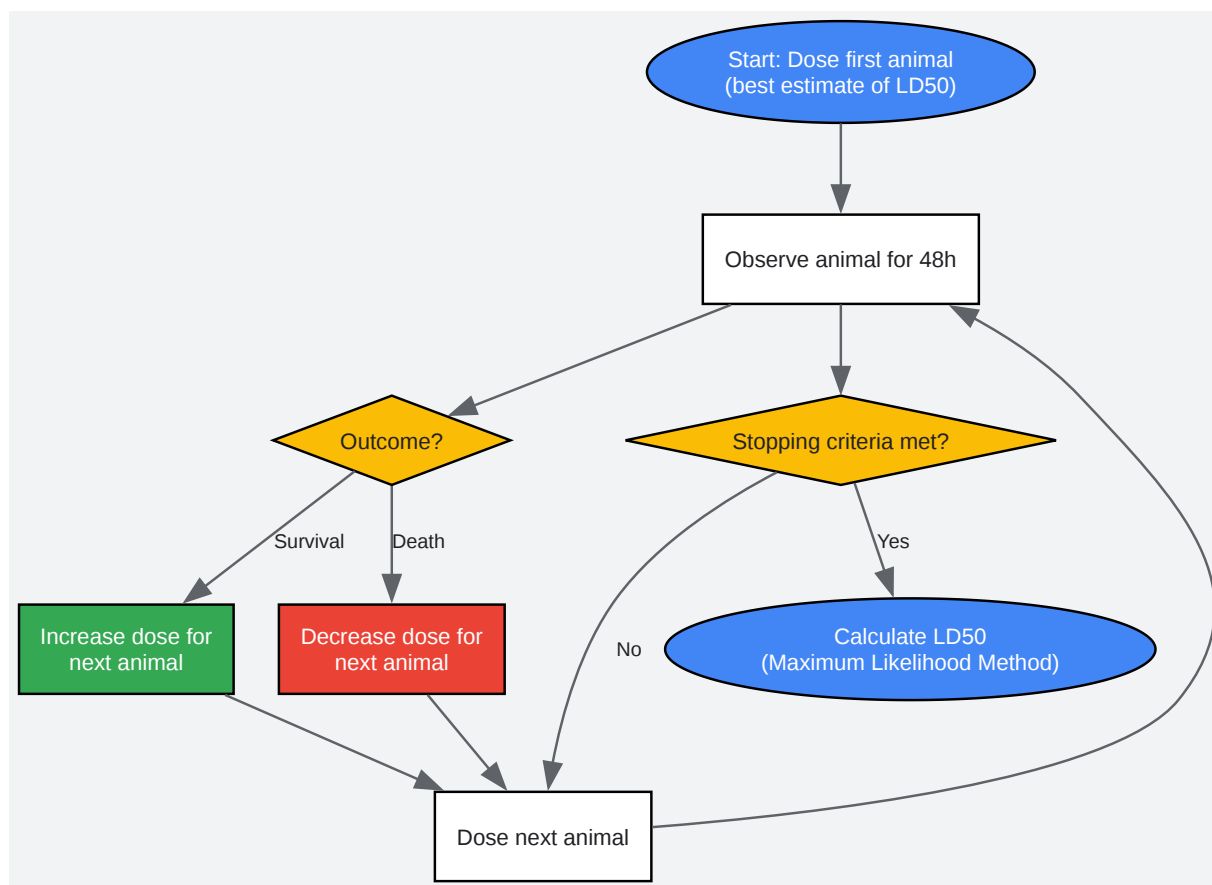 Start: Dose first animal
(best estimate of LD50)
Observe animal for 48h
Outcome?
Stopping criteria met?
Survival
Death
Yes
Increase dose for
next animal
Decrease dose for
next animal
No
Calculate LD50
(Maximum Likelihood Method)
Dose next animal